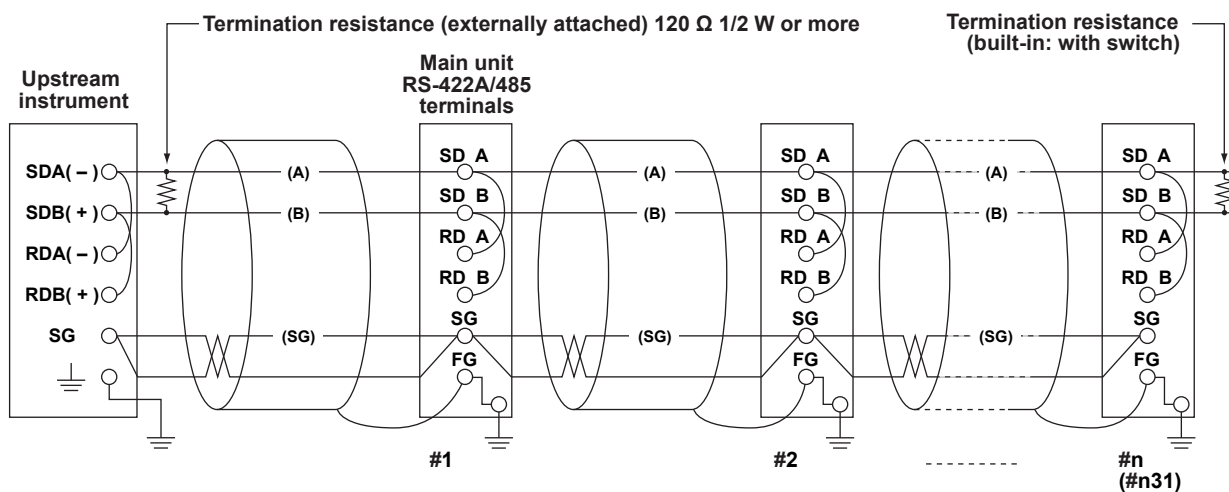 Termination resistance (externally attached) 120 Ω 1/2 W or more
Termination resistance
(built-in: with switch)
Upstream
instrument
Main unit
RS-422A/485
terminals
SDA( – )
SDB( + )
RDA( – )
RDB( + )
SG
(A)
(B)
(SG)
SD A
SD B
RD A
RD B
SG
FG
#1
(A)
(B)
(SG)
SD A
SD B
RD A
RD B
SG
FG
#2
(A)
(B)
(SG)
SD A
SD B
RD A
RD B
SG
FG
#n
(#n31)